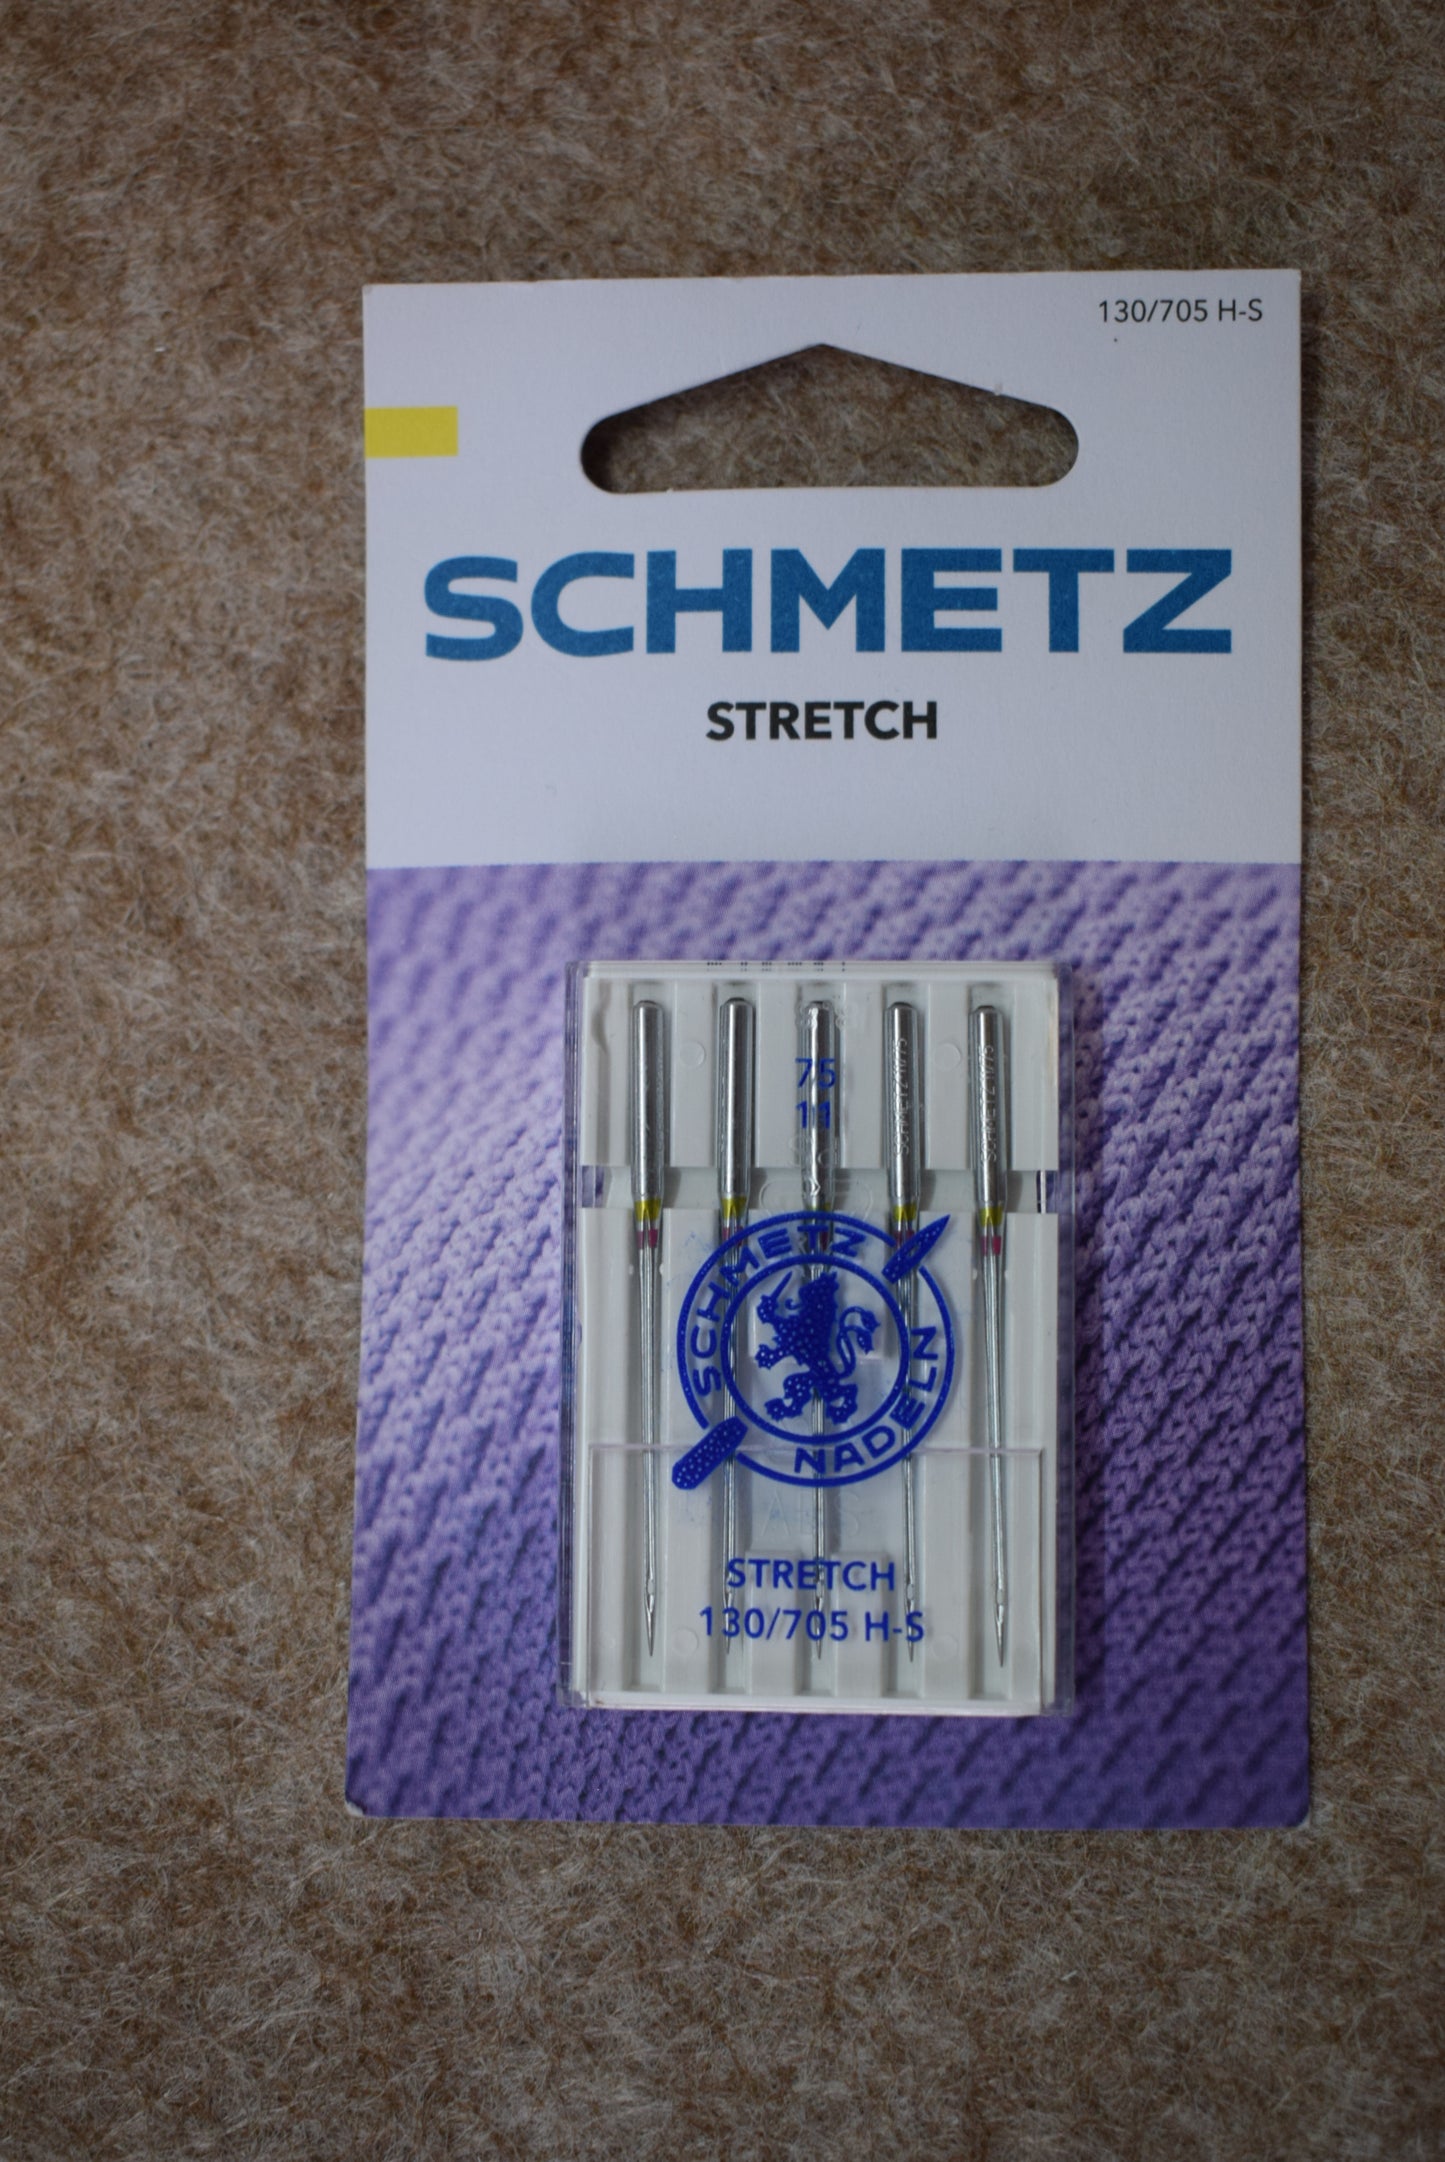 130/705 H-S
SCHMETZ
STRETCH
75
11
SCHMETZ
NADELN
STRETCH
130/705 H-S